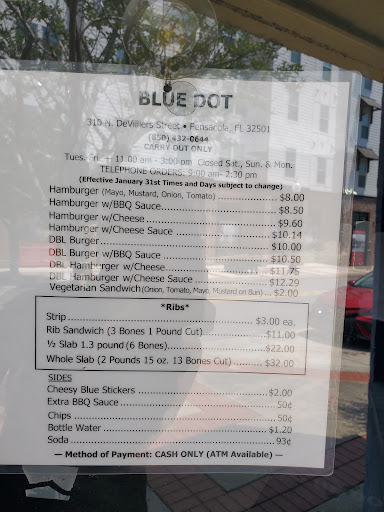 BLUE DOT
310 N. DeVilliers Street • Pensacola, FL 32501
(850) 432-0644
CARRY OUT ONLY
Tues.-Fri. -- 11:00 am - 3:00 pm Closed Sat., Sun. & Mon.
TELEPHONE ORDERS: 9:00 am- 2:30 pm
(Effective January 31st Times and Days subject to change)
Hamburger (Mayo, Mustard, Onion, Tomato) ........ $8.00
Hamburger w/BBQ Sauce........ $8.50
Hamburger w/Cheese........ $9.60
Hamburger w/Cheese Sauce ........ $10.14
DBL Burger........ $10.00
DBL Burger w/BBQ Sauce ........ $10.50
DBL Hamburger w/Cheese........ $11.75
DBL Hamburger w/Cheese Sauce ........ $12.29
Vegetarian Sandwich(Onion, Tomato, Mayo, Mustard on Bun)... $2.00
*Ribs*
Strip........ $3.00 ea.
Rib Sandwich (3 Bones 1 Pound Cut)........ $11.00
½ Slab 1.3 pound (6 Bones)........ $22.00
Whole Slab (2 Pounds 15 oz. 13 Bones Cut) ........ $32.00
SIDES
Cheesy Blue Stickers ........ $2.00
Extra BBQ Sauce ........ 50¢
Chips ........ 50¢
Bottle Water ........ $1.20
Soda ........ 93¢
— Method of Payment: CASH ONLY (ATM Available) —